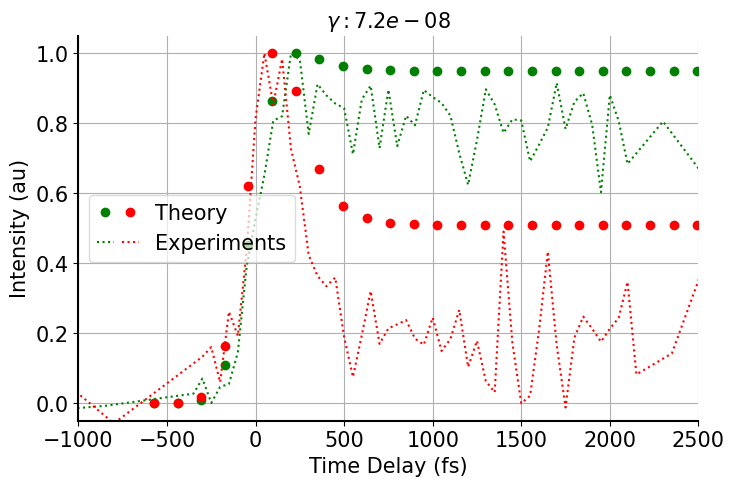 γ : 7.2e − 08
Intensity (au)
1.0
0.8
0.6
0.4
0.2
0.0
Theory
Experiments
−1000 −500 0 500 1000 1500 2000 2500
Time Delay (fs)